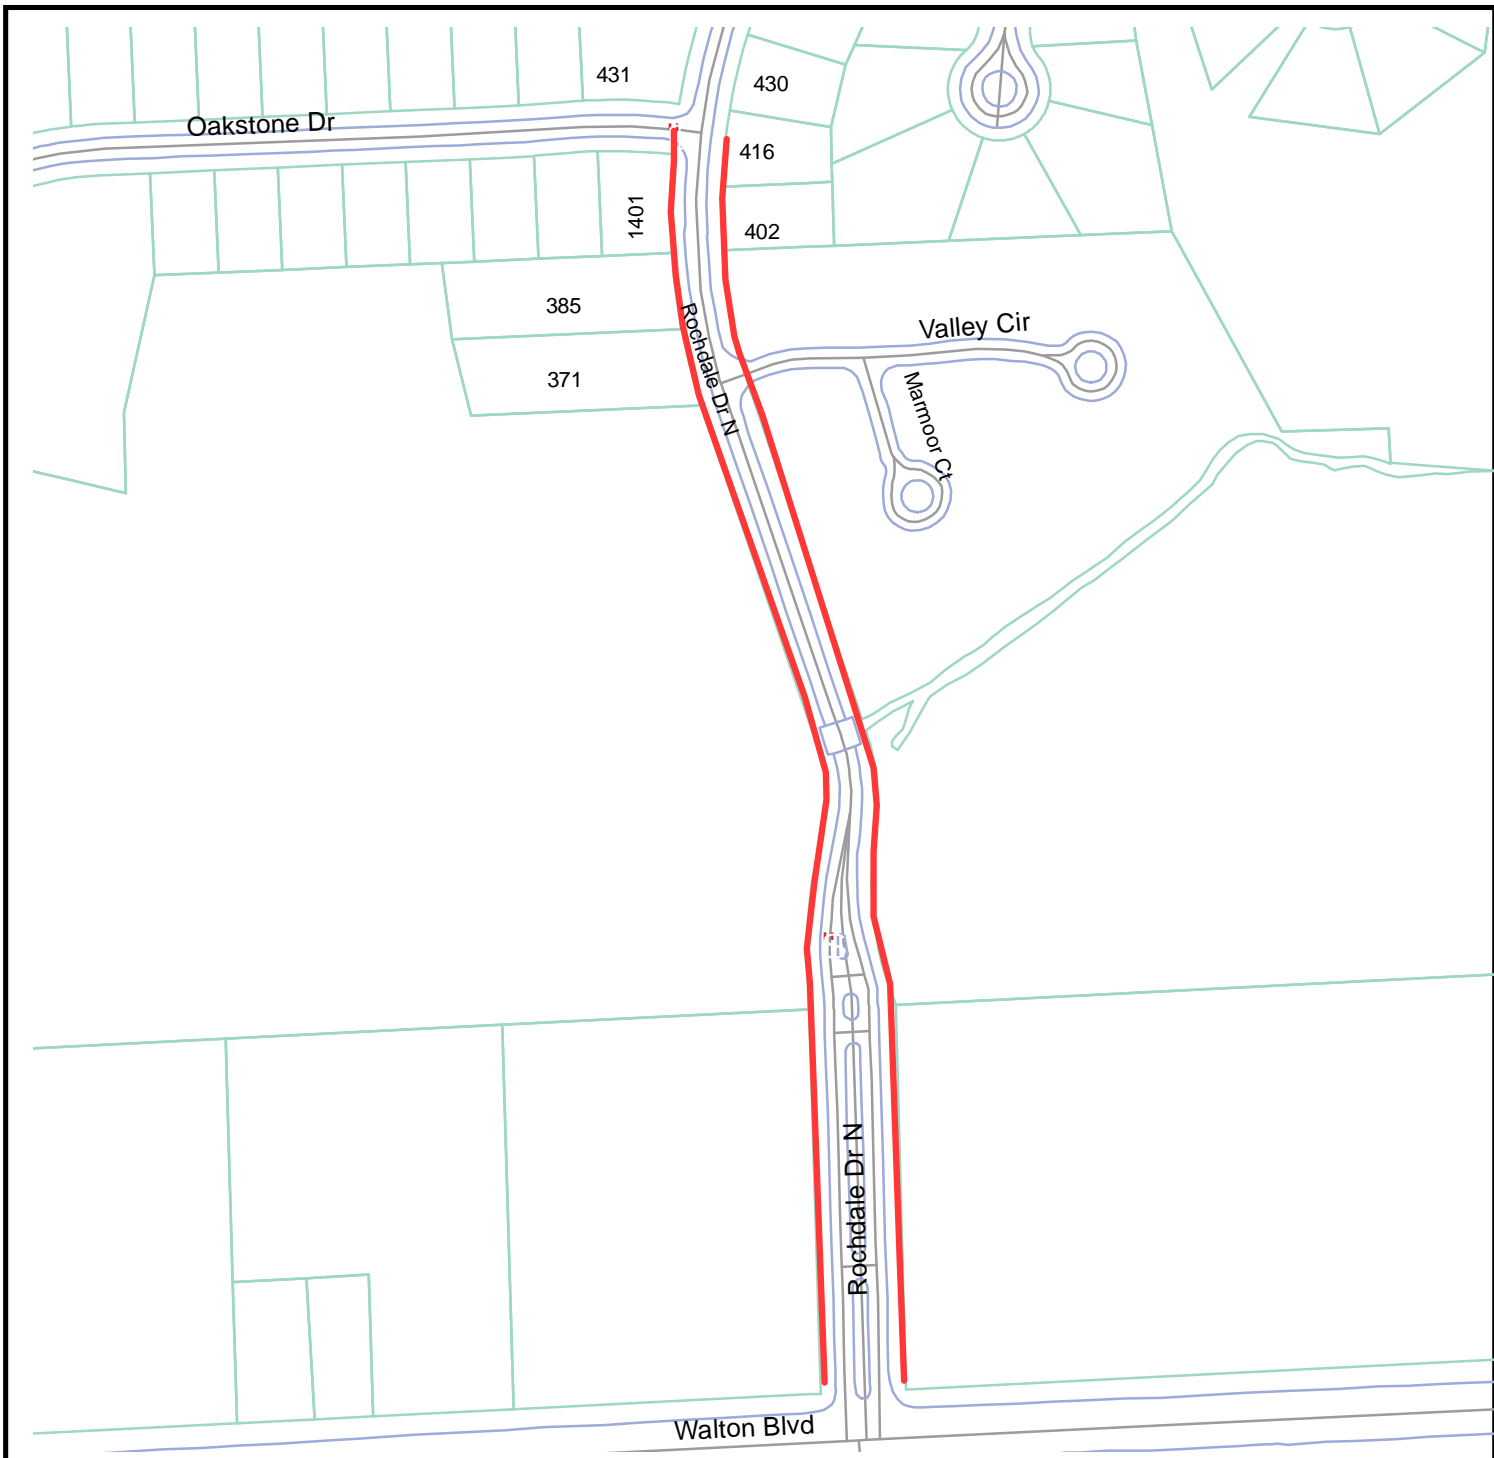 431
430
Oakstone Dr
416
1401
402
385
Rochdale Dr N
Valley Cir
371
Marmoor Ct
Rochdale Dr N
Walton Blvd